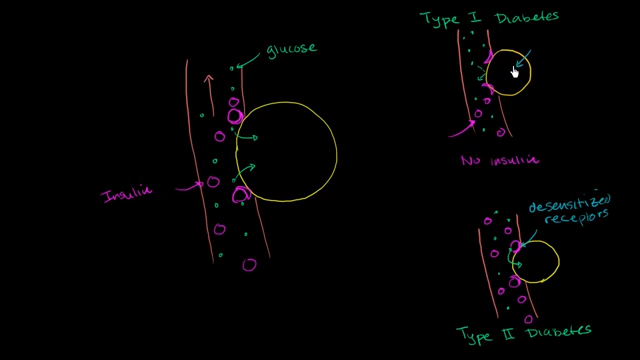 Type I Diabetes
glucose
No insulin
Insulin
desensitized
receptors
Type II Diabetes